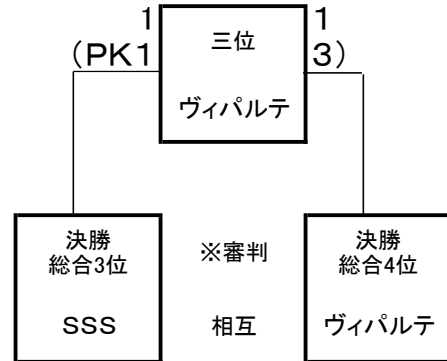 1 三位 1
(PK1 3)
ヴィパルテ
決勝 決勝
総合3位 ※審判 総合4位
SSS 相互 ヴィパルテ